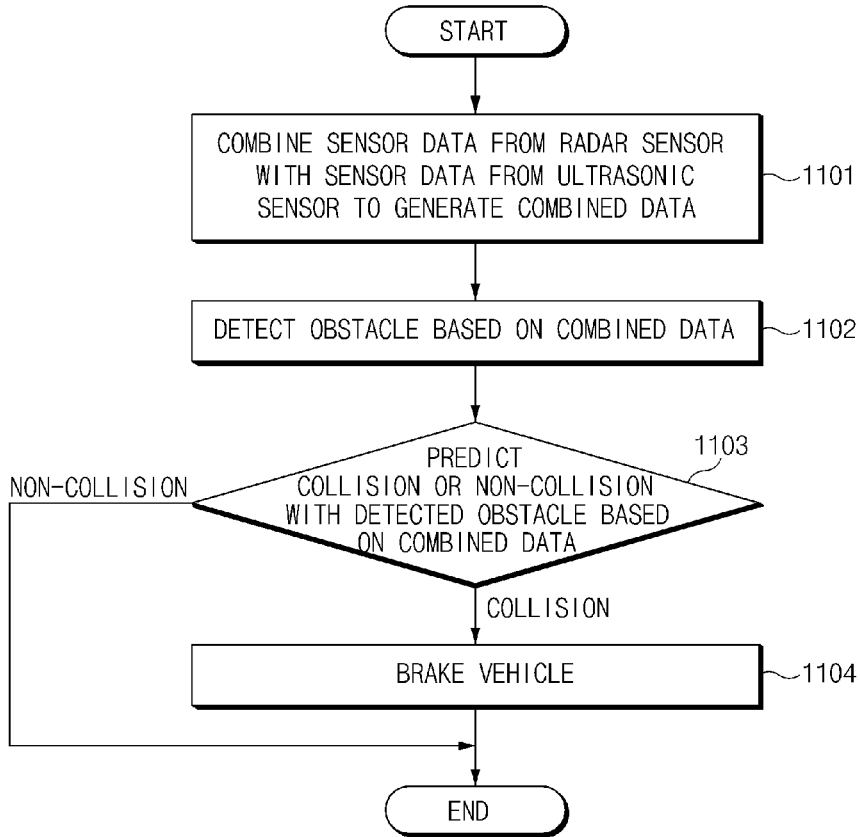 START
COMBINE SENSOR DATA FROM RADAR SENSOR
WITH SENSOR DATA FROM ULTRASONIC
SENSOR TO GENERATE COMBINED DATA
1101
DETECT OBSTACLE BASED ON COMBINED DATA
1102
1103
PREDICT
COLLISION OR NON-COLLISION
WITH DETECTED OBSTACLE BASED
ON COMBINED DATA
NON-COLLISION
COLLISION
BRAKE VEHICLE
1104
END